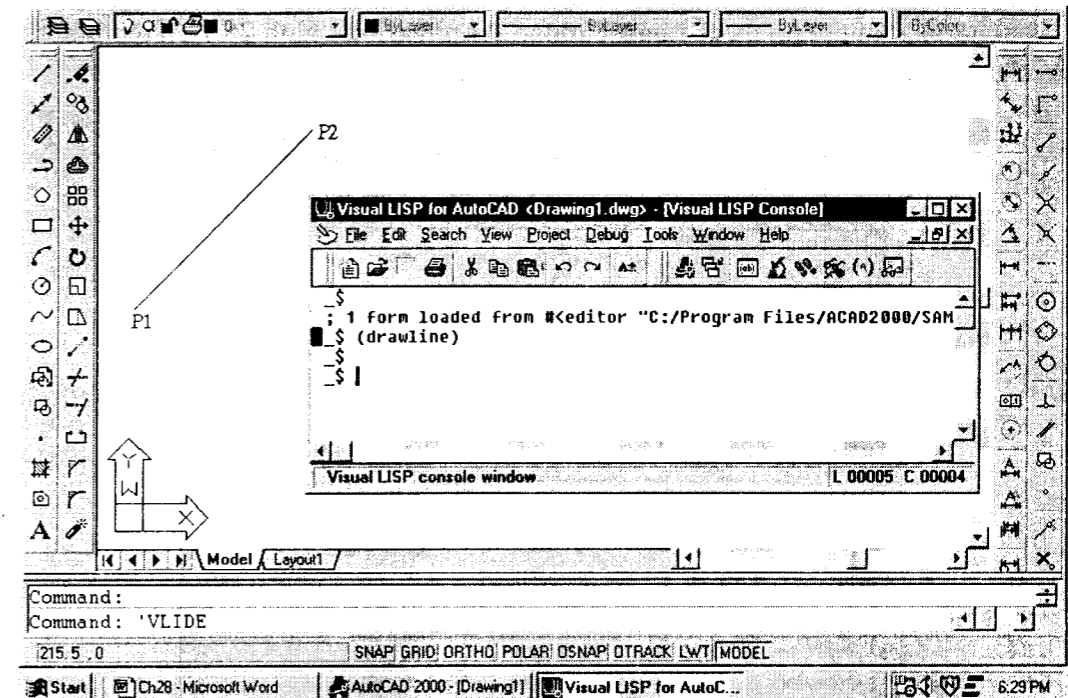 0
ByLayer
ByLayer
ByLayer
ByColor
P2
P1
Visual LISP for AutoCAD <Drawing1.dwg> - [Visual LISP Console]
File Edit Search View Project Debug Tools Window Help
_$
; 1 form loaded from #<editor "C:/Program Files/ACAD2000/SAM
_$ (drawline)
_$
_$
Visual LISP console window
L 00005 C 00004
Y
W
X
A
Model Layout1
Command:
Command: 'VLIDE
215.5 ,0
SNAP GRID ORTHO POLAR OSNAP OTRACK LWT MODEL
Start Ch28 - Microsoft Word AutoCAD 2000 - [Drawing1] Visual LISP for AutoC... 6:29 PM